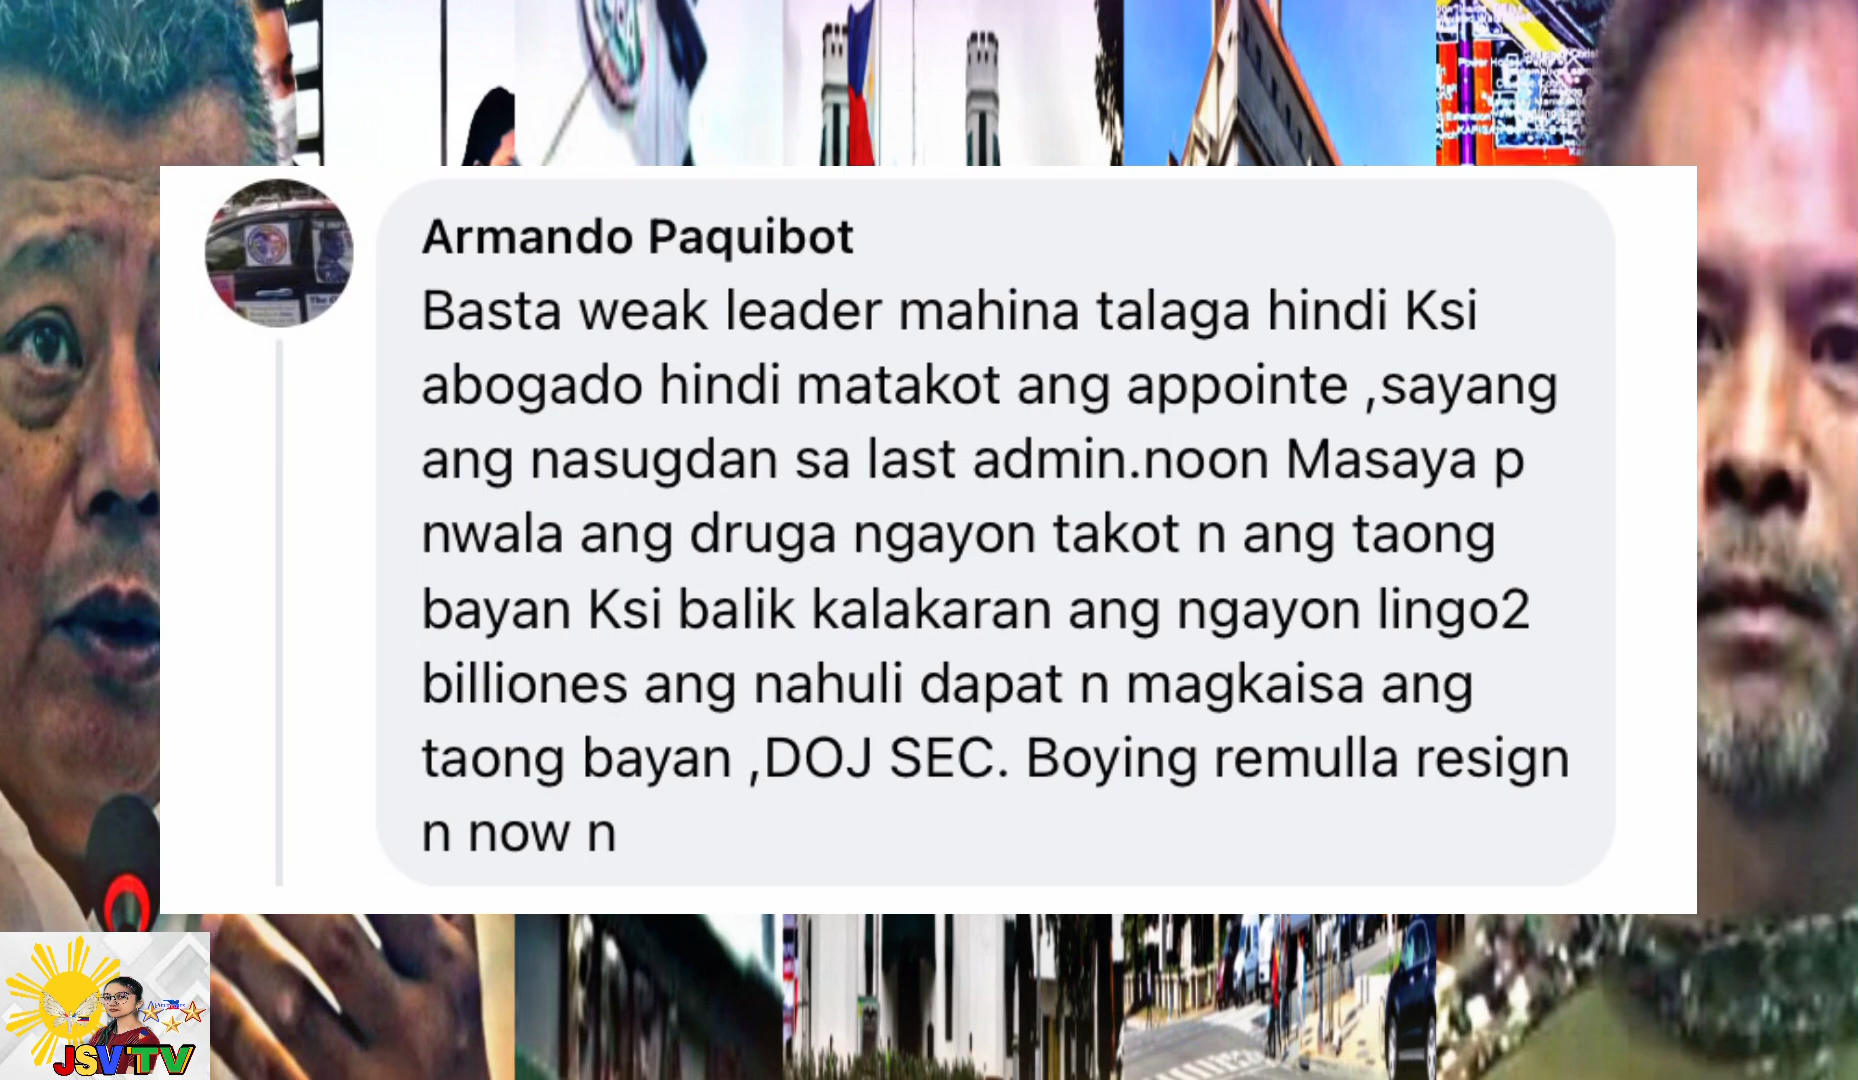 Armando Paquibot
Basta weak leader mahina talaga hindi Ksi
abogado hindi matakot ang appointe ,sayang
ang nasugdan sa last admin.noon Masaya p
nwala ang druga ngayon takot n ang taong
bayan Ksi balik kalakaran ang ngayon lingo2
billiones ang nahuli dapat n magkaisa ang
taong bayan ,DOJ SEC. Boying remulla resign
n now n
JSV TV